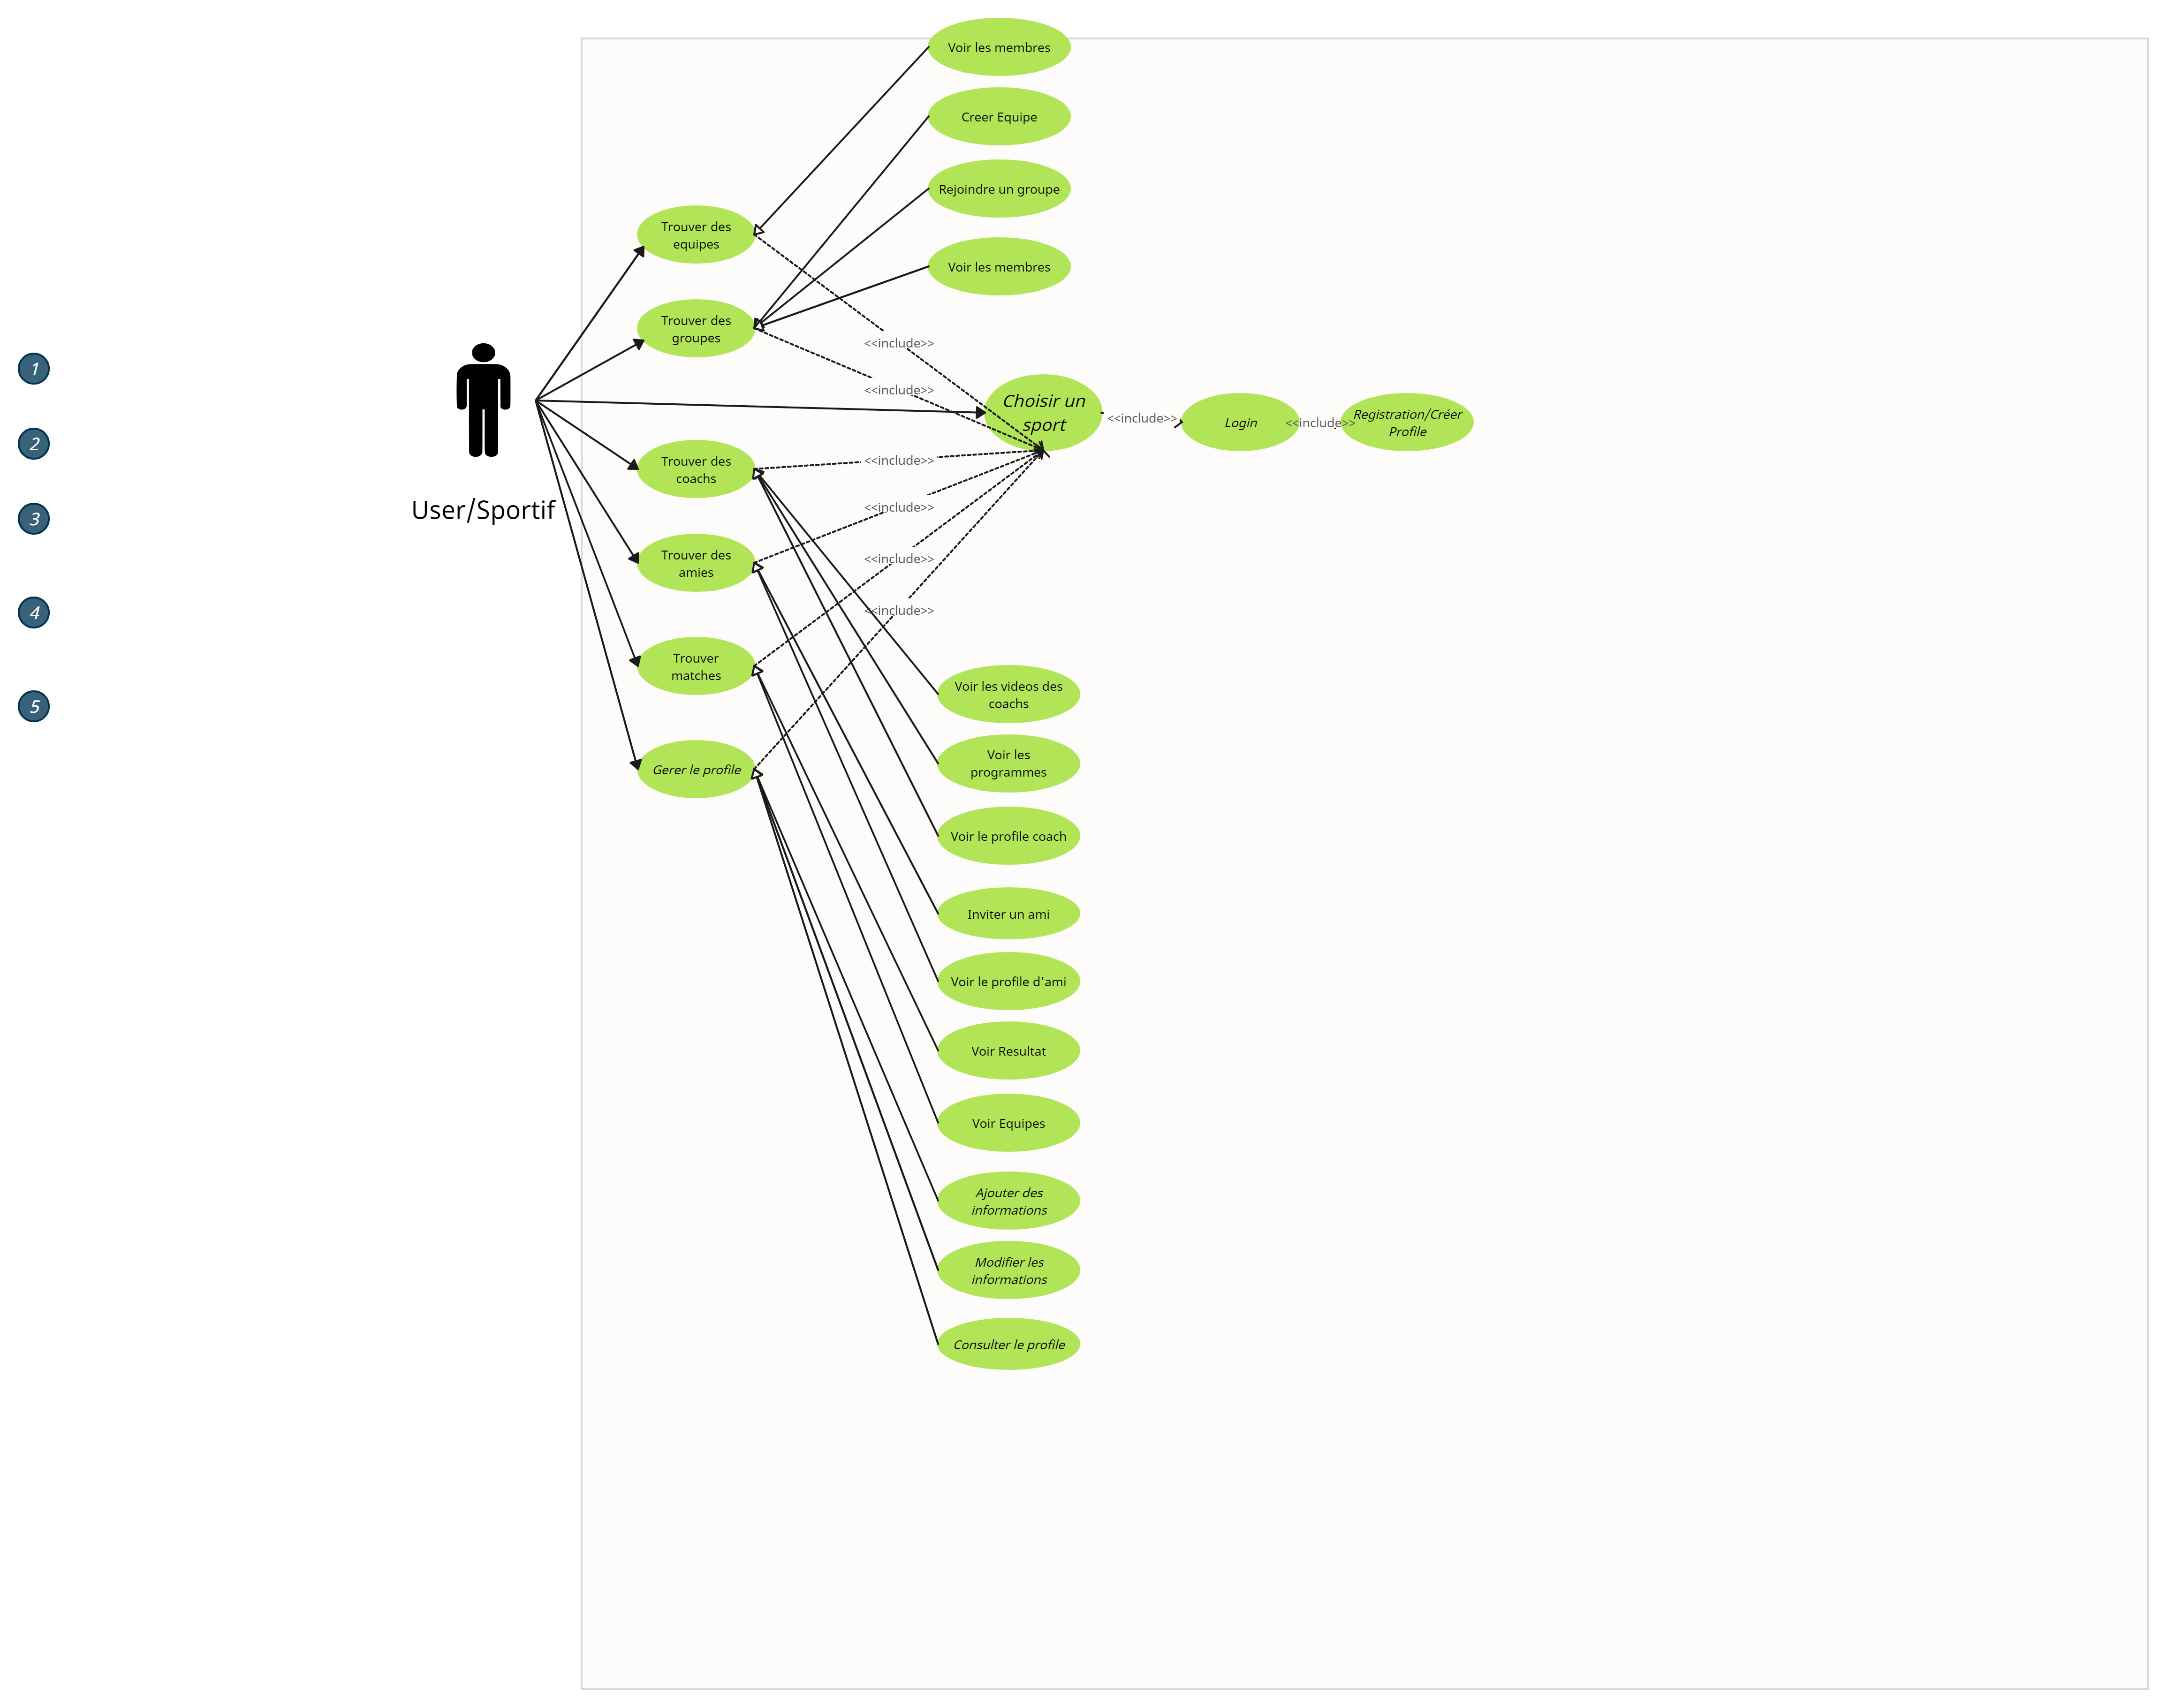 Voir les membres
Creer Equipe
Rejoindre un groupe
Trouver des
equipes
Voir les membres
Trouver des
groupes
<<include>>
1
<<include>>
Choisir un
sport
<<include>>
Login
<<include>>
Registration/Créer
Profile
2
Trouver des
coachs
<<include>>
User/Sportif
3
<<include>>
Trouver des
amies
<<include>>
4
<<include>>
Trouver
matches
5
Voir les videos des
coachs
Gerer le profile
Voir les
programmes
Voir le profile coach
Inviter un ami
Voir le profile d'ami
Voir Resultat
Voir Equipes
Ajouter des
informations
Modifier les
informations
Consulter le profile